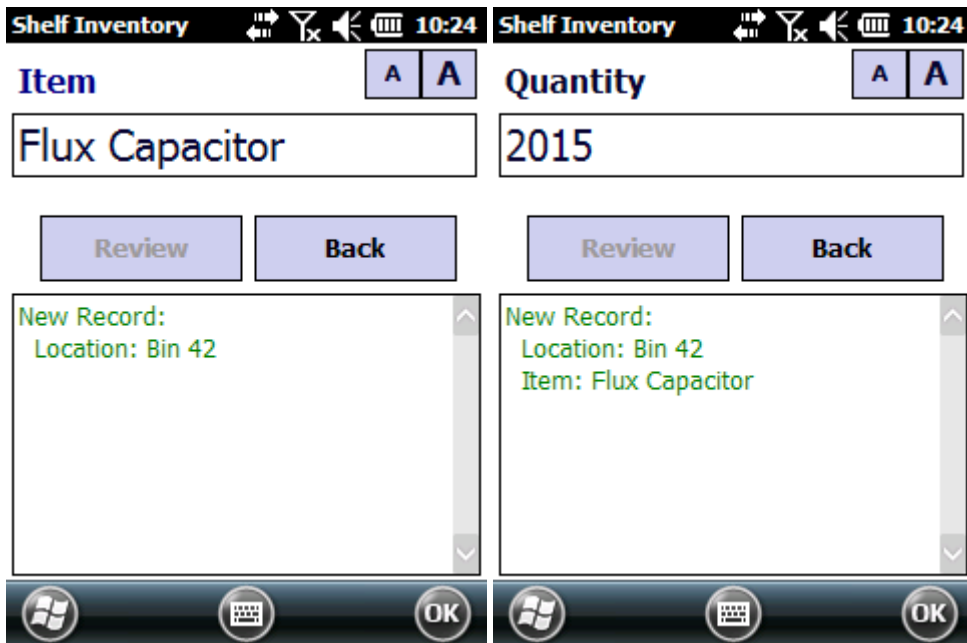 Shelf Inventory 10:24
Item A A
Flux Capacitor
Review Back
New Record:
Location: Bin 42
OK
Shelf Inventory 10:24
Quantity A A
2015
Review Back
New Record:
Location: Bin 42
Item: Flux Capacitor
OK